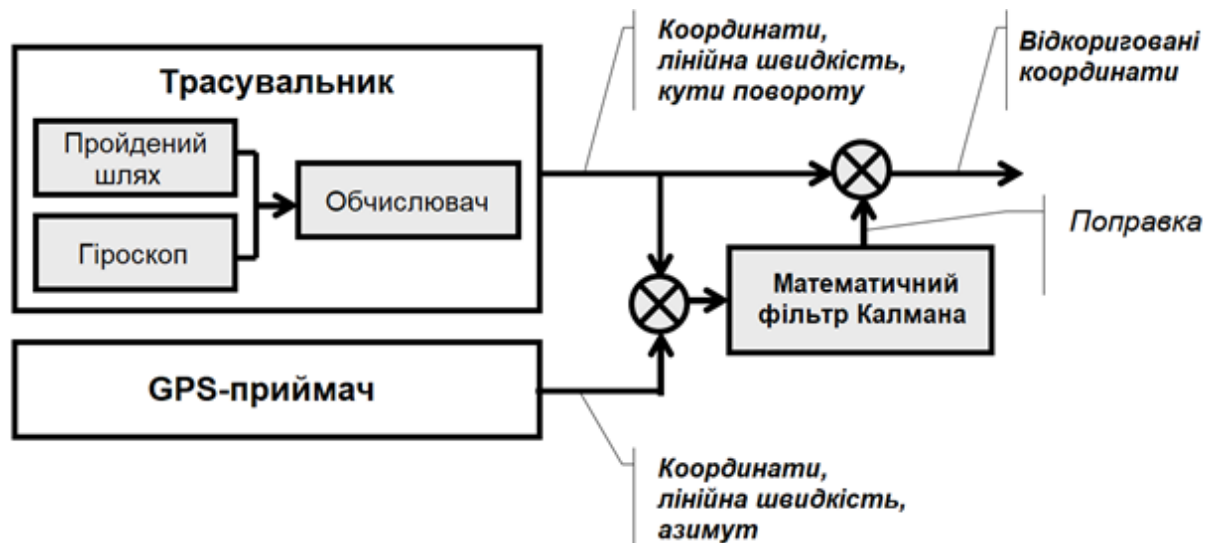 Трасувальник
Пройдений
шлях
Гіроскоп
Обчислювач
GPS-приймач
Координати,
лінійна швидкість,
кути повороту
Відкориговані
координати
Поправка
Математичний
фільтр Калмана
Координати,
лінійна швидкість,
азимут